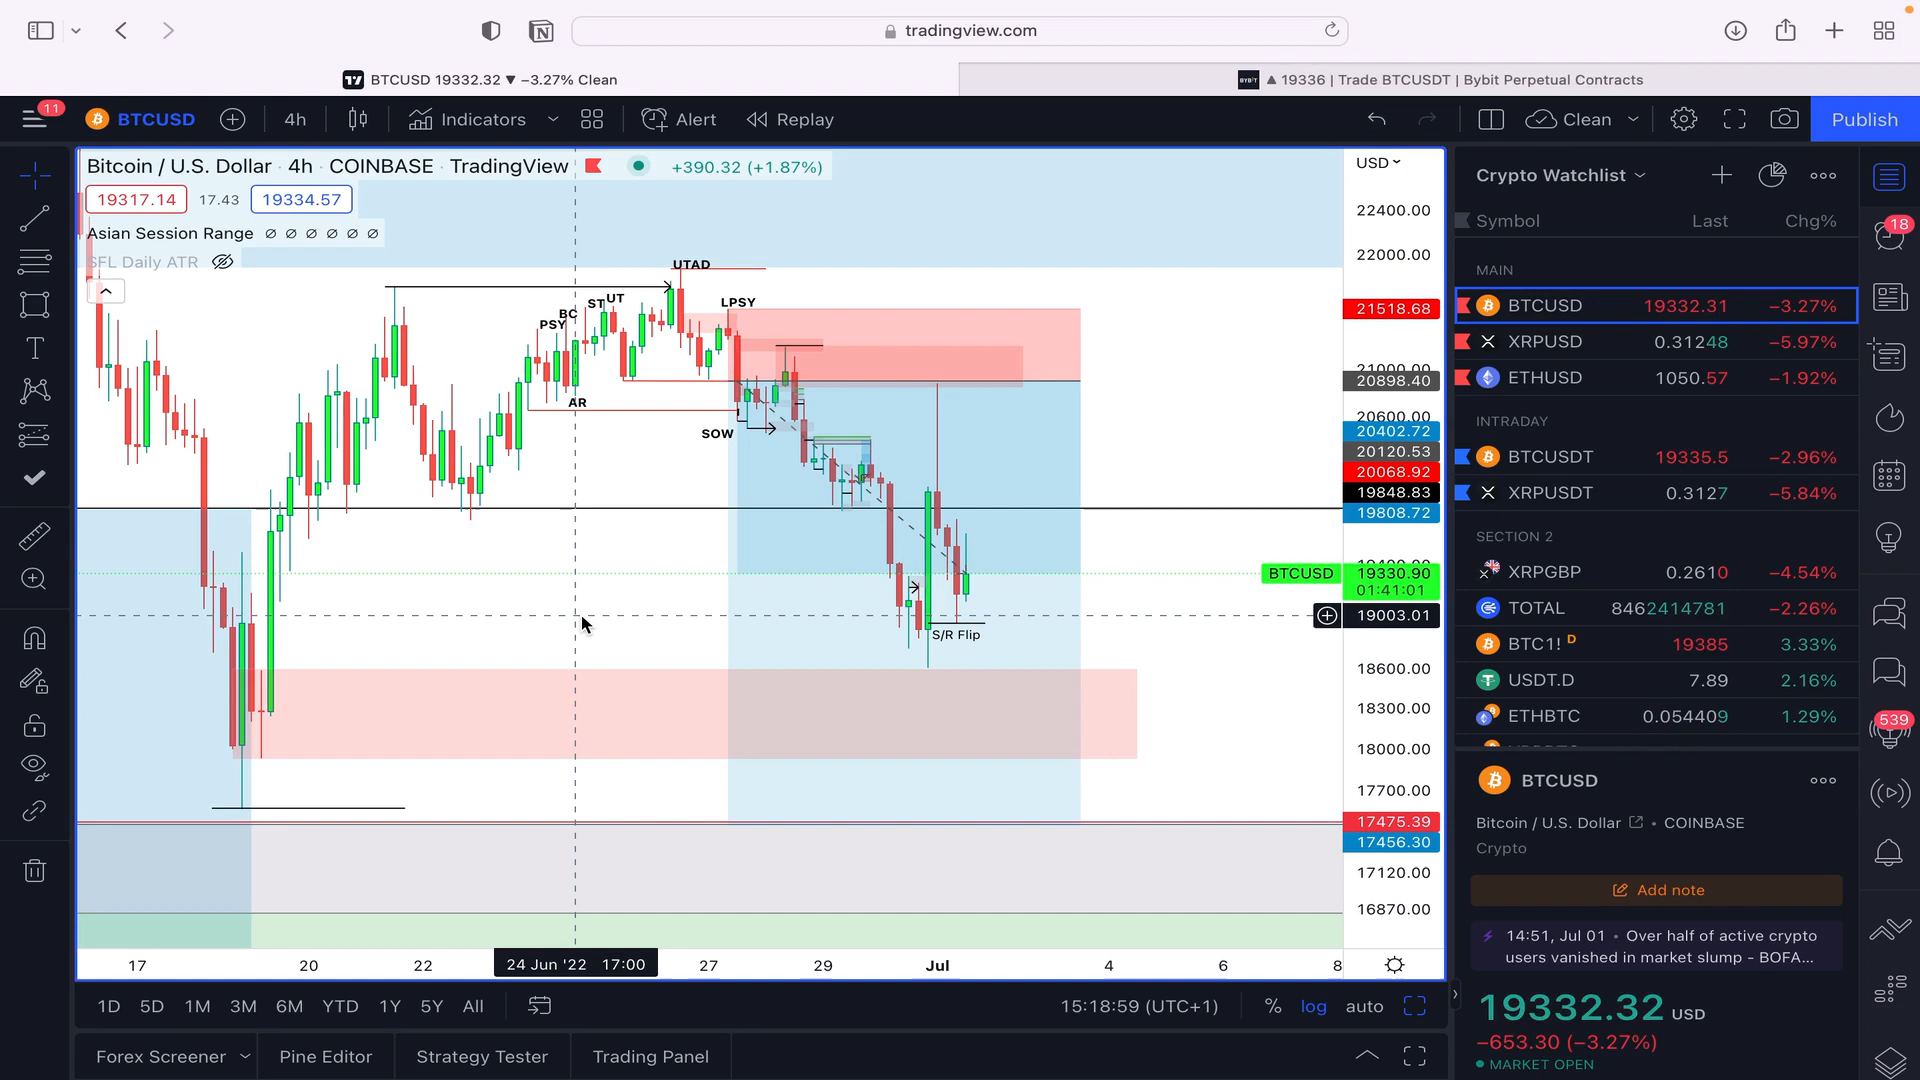 tradingview.com
BTCUSD 19332.32 ▼ −3.27% Clean
BYBIT ▲ 19336 | Trade BTCUSDT | Bybit Perpetual Contracts
11
BTCUSD
4h
Indicators
Alert
Replay
Clean
Publish
Bitcoin / U.S. Dollar · 4h · COINBASE · TradingView
+390.32 (+1.87%)
19317.14
17.43
19334.57
Asian Session Range ∅ ∅ ∅ ∅ ∅ ∅
SFL Daily ATR
UTAD
LPSY
UT
ST
BC
PSY
AR
SOW
S/R Flip
USD
22400.00
22000.00
21518.68
21000.00
20898.40
20600.00
20402.72
20120.53
20068.92
19848.83
19808.72
19400.00
BTCUSD 19330.90
01:41:01
19003.01
18600.00
18300.00
18000.00
17700.00
17475.39
17456.30
17120.00
16870.00
17
20
22
24 Jun '22 17:00
27
29
Jul
4
6
8
1D 5D 1M 3M 6M YTD 1Y 5Y All
15:18:59 (UTC+1)
% log auto
Forex Screener
Pine Editor
Strategy Tester
Trading Panel
Crypto Watchlist
Symbol Last Chg%
MAIN
BTCUSD 19332.31 −3.27%
XRPUSD 0.31248 −5.97%
ETHUSD 1050.57 −1.92%
INTRADAY
BTCUSDT 19335.5 −2.96%
XRPUSDT 0.3127 −5.84%
SECTION 2
XRPGBP 0.2610 −4.54%
TOTAL 8462414781 −2.26%
BTC1! D 19385 3.33%
USDT.D 7.89 2.16%
ETHBTC 0.054409 1.29%
BTCUSD
Bitcoin / U.S. Dollar • COINBASE
Crypto
Add note
14:51, Jul 01 • Over half of active crypto
users vanished in market slump - BOFA...
19332.32 USD
−653.30 (−3.27%)
MARKET OPEN
18
539